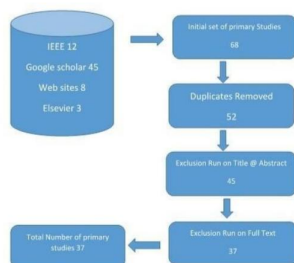 IEEE 12
Google scholar 45
Web sites 8
Elsevier 3
Initial set of primary Studies
68
Duplicates Removed
52
Exclusion Run on Title @ Abstract
45
Exclusion Run on Full Text
37
Total Number of primary
studies 37